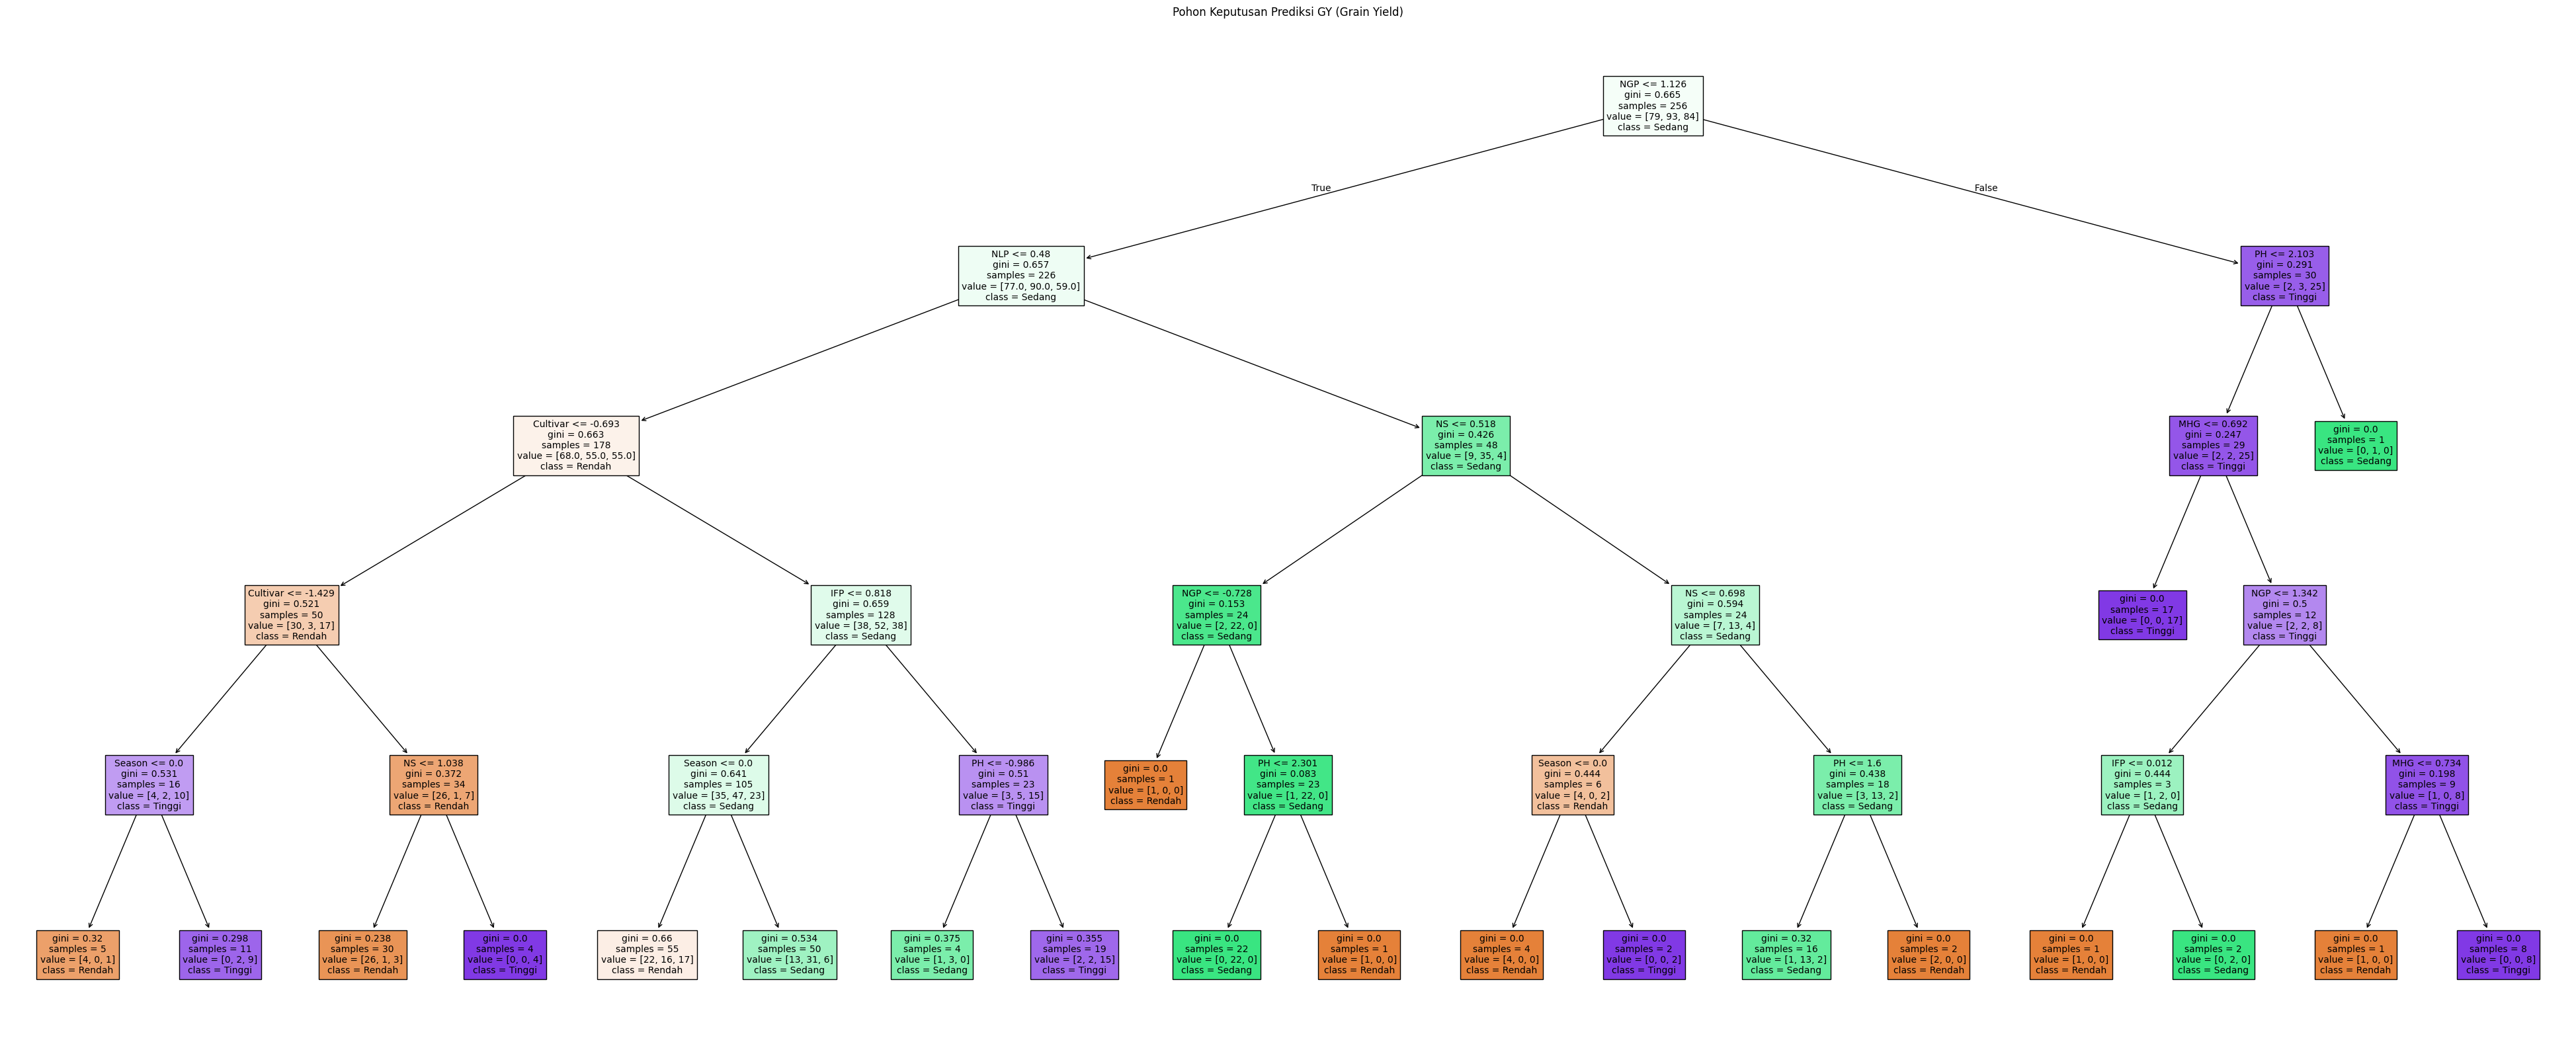 Pohon Keputusan Prediksi GY (Grain Yield)
NGP <= 1.126
gini = 0.665
samples = 256
value = [79, 93, 84]
class = Sedang
True
False
NLP <= 0.48
gini = 0.657
samples = 226
value = [77.0, 90.0, 59.0]
class = Sedang
PH <= 2.103
gini = 0.291
samples = 30
value = [2, 3, 25]
class = Tinggi
Cultivar <= -0.693
gini = 0.663
samples = 178
value = [68.0, 55.0, 55.0]
class = Rendah
NS <= 0.518
gini = 0.426
samples = 48
value = [9, 35, 4]
class = Sedang
MHG <= 0.692
gini = 0.247
samples = 29
value = [2, 2, 25]
class = Tinggi
gini = 0.0
samples = 1
value = [0, 1, 0]
class = Sedang
Cultivar <= -1.429
gini = 0.521
samples = 50
value = [30, 3, 17]
class = Rendah
IFP <= 0.818
gini = 0.659
samples = 128
value = [38, 52, 38]
class = Sedang
NGP <= -0.728
gini = 0.153
samples = 24
value = [2, 22, 0]
class = Sedang
NS <= 0.698
gini = 0.594
samples = 24
value = [7, 13, 4]
class = Sedang
gini = 0.0
samples = 17
value = [0, 0, 17]
class = Tinggi
NGP <= 1.342
gini = 0.5
samples = 12
value = [2, 2, 8]
class = Tinggi
Season <= 0.0
gini = 0.531
samples = 16
value = [4, 2, 10]
class = Tinggi
NS <= 1.038
gini = 0.372
samples = 34
value = [26, 1, 7]
class = Rendah
Season <= 0.0
gini = 0.641
samples = 105
value = [35, 47, 23]
class = Sedang
PH <= -0.986
gini = 0.51
samples = 23
value = [3, 5, 15]
class = Tinggi
gini = 0.0
samples = 1
value = [1, 0, 0]
class = Rendah
PH <= 2.301
gini = 0.083
samples = 23
value = [1, 22, 0]
class = Sedang
Season <= 0.0
gini = 0.444
samples = 6
value = [4, 0, 2]
class = Rendah
PH <= 1.6
gini = 0.438
samples = 18
value = [3, 13, 2]
class = Sedang
IFP <= 0.012
gini = 0.444
samples = 3
value = [1, 2, 0]
class = Sedang
MHG <= 0.734
gini = 0.198
samples = 9
value = [1, 0, 8]
class = Tinggi
gini = 0.32
samples = 5
value = [4, 0, 1]
class = Rendah
gini = 0.298
samples = 11
value = [0, 2, 9]
class = Tinggi
gini = 0.238
samples = 30
value = [26, 1, 3]
class = Rendah
gini = 0.0
samples = 4
value = [0, 0, 4]
class = Tinggi
gini = 0.66
samples = 55
value = [22, 16, 17]
class = Rendah
gini = 0.534
samples = 50
value = [13, 31, 6]
class = Sedang
gini = 0.375
samples = 4
value = [1, 3, 0]
class = Sedang
gini = 0.355
samples = 19
value = [2, 2, 15]
class = Tinggi
gini = 0.0
samples = 22
value = [0, 22, 0]
class = Sedang
gini = 0.0
samples = 1
value = [1, 0, 0]
class = Rendah
gini = 0.0
samples = 4
value = [4, 0, 0]
class = Rendah
gini = 0.0
samples = 2
value = [0, 0, 2]
class = Tinggi
gini = 0.32
samples = 16
value = [1, 13, 2]
class = Sedang
gini = 0.0
samples = 2
value = [2, 0, 0]
class = Rendah
gini = 0.0
samples = 1
value = [1, 0, 0]
class = Rendah
gini = 0.0
samples = 2
value = [0, 2, 0]
class = Sedang
gini = 0.0
samples = 1
value = [1, 0, 0]
class = Rendah
gini = 0.0
samples = 8
value = [0, 0, 8]
class = Tinggi